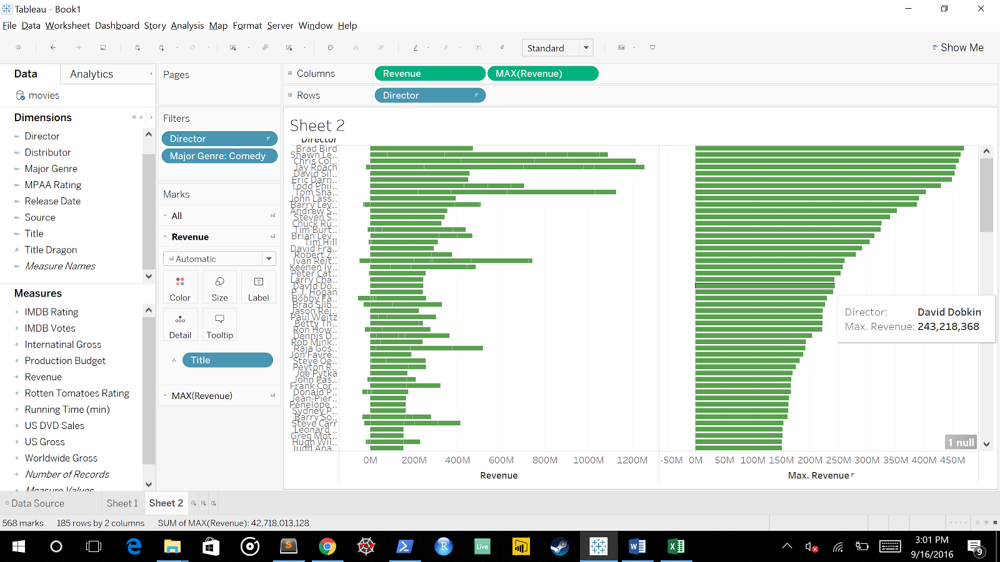 Tableau - Book1
File Data Worksheet Dashboard Story Analysis Map Format Server Window Help
Standard
Show Me
Data Analytics
movies
Dimensions
Abc Director
Abc Distributor
Abc Major Genre
Abc MPAA Rating
Abc Release Date
Abc Source
Abc Title
Title Dragon
Abc Measure Names
Measures
IMDB Rating
IMDB Votes
Internatinal Gross
Production Budget
Revenue
Rotten Tomatoes Rating
Running Time (min)
US DVD Sales
US Gross
Worldwide Gross
Number of Records
Measure Values
Pages
Filters
Director
Major Genre: Comedy
Marks
All
Revenue
Automatic
Color Size Label
Detail Tooltip
Title
MAX(Revenue)
Columns Revenue MAX(Revenue)
Rows Director
Sheet 2
Director
Brad Bird
Shawn Le..
Chris Col..
Jay Roach
David Sil..
Eric Darn..
Todd Phil..
Tom Sha..
John Lass..
Barry Lev..
Andrew S..
Steven S..
Chuck Ru..
Tim Burt..
Brian Lev..
Tim Hill
David Fra..
Robert Z..
Ivan Reit..
Keenen Iv..
Peter Cat..
Larry Cha..
David Do..
P.J. Hogan
Bobby Fa..
Brad Silb..
Jason Rei..
Paul Weitz
Betty Th..
Ron How..
Dennis D..
Rob Mink..
Raja Gos..
Jon Favre..
Steve Oe..
Peyton R..
Joe Pytka
John Pas..
Frank Cor..
Donald P..
Jean-Pier..
Penelope ..
Sydney P..
Barry So..
Steve Carr
Leonard ..
Greg Mot..
Hugh Wil..
Judd Apa..
Director: David Dobkin
Max. Revenue: 243,218,368
1 null
0M 200M 400M 600M 800M 1000M 1200M
Revenue
-50M 0M 50M 100M 150M 200M 250M 300M 350M 400M 450M
Max. Revenue
Data Source Sheet 1 Sheet 2
568 marks 185 rows by 2 columns SUM of MAX(Revenue): 42,718,013,128
Live
3:01 PM
9/16/2016
9